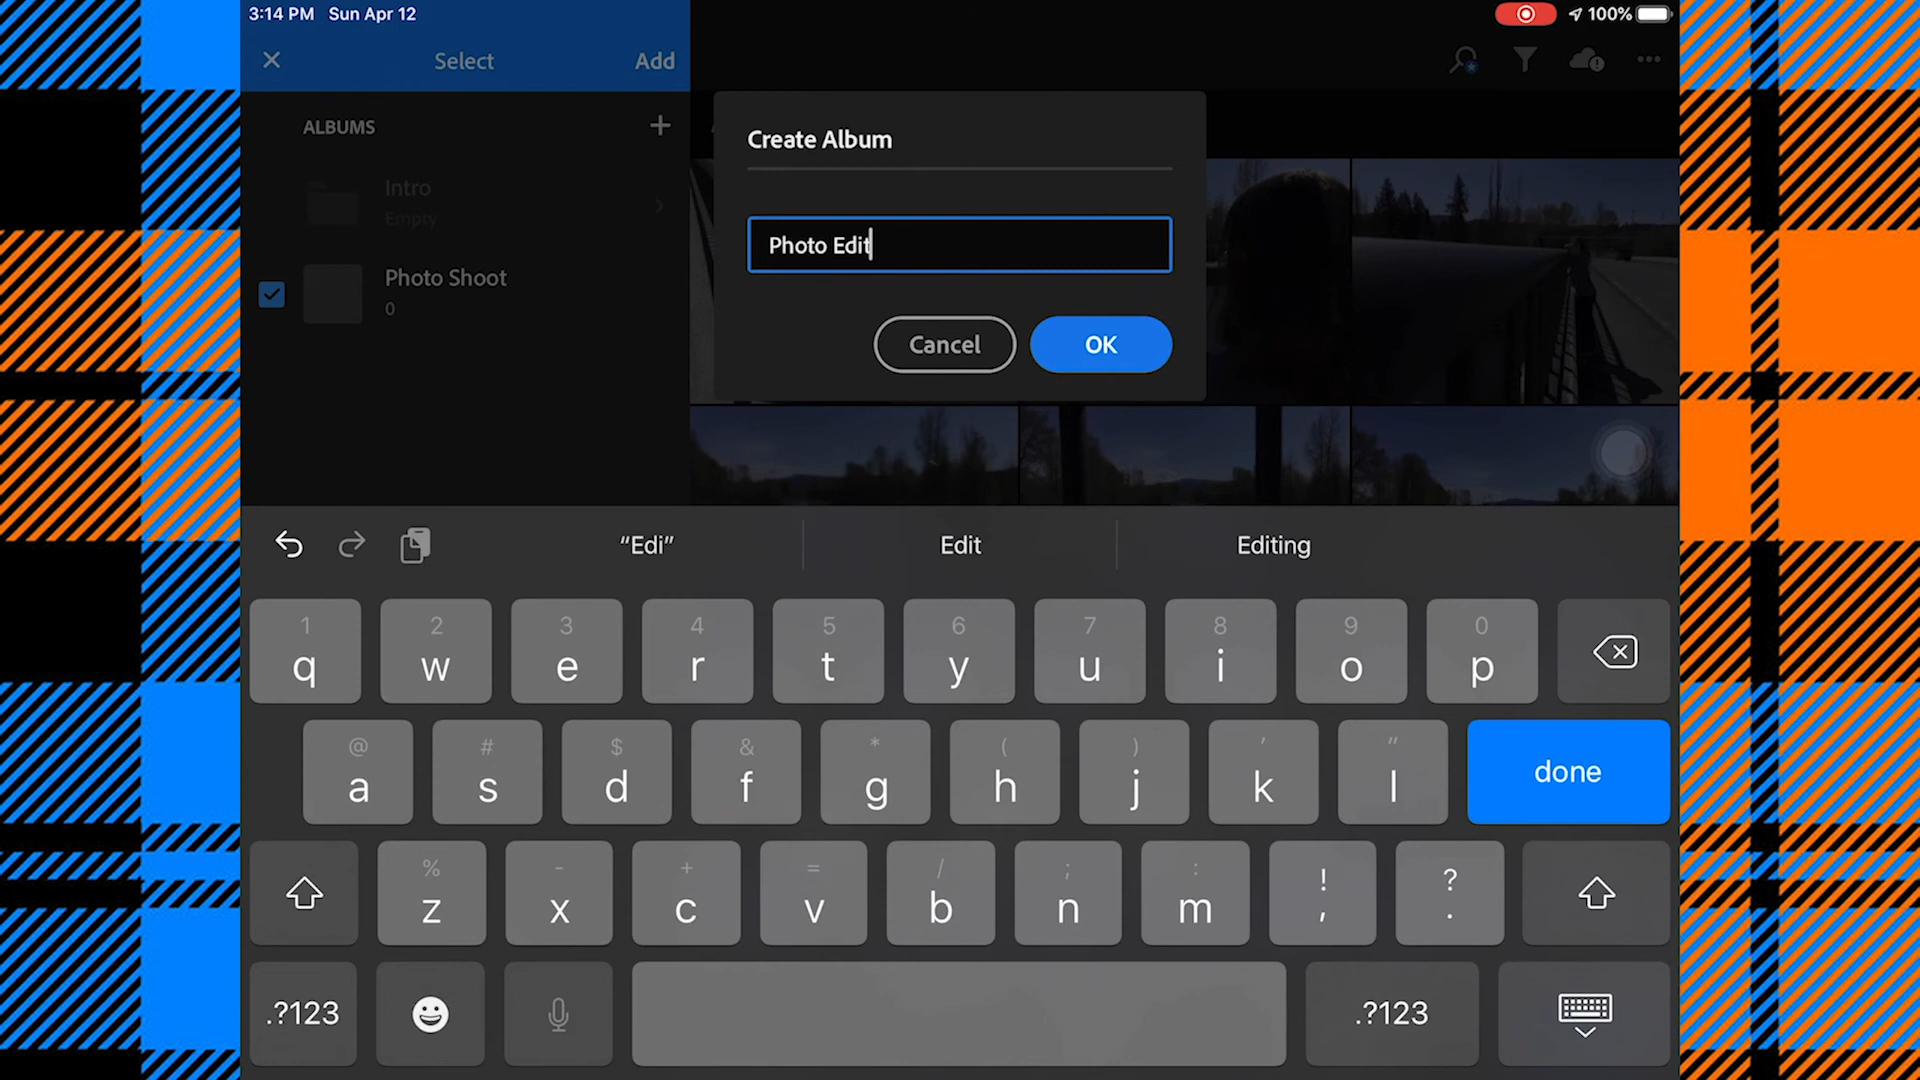 3:14 PM Sun Apr 12
100%
Select
Add
ALBUMS
Intro
Empty
Photo Shoot
0
Create Album
Photo Edit
Cancel
OK
“Edi”
Edit
Editing
1 2 3 4 5 6 7 8 9 0
q w e r t y u i o p
@ # $ & * ( ) ' "
a s d f g h j k l
done
% - + = / ; : ! ?
z x c v b n m , .
.?123
.?123